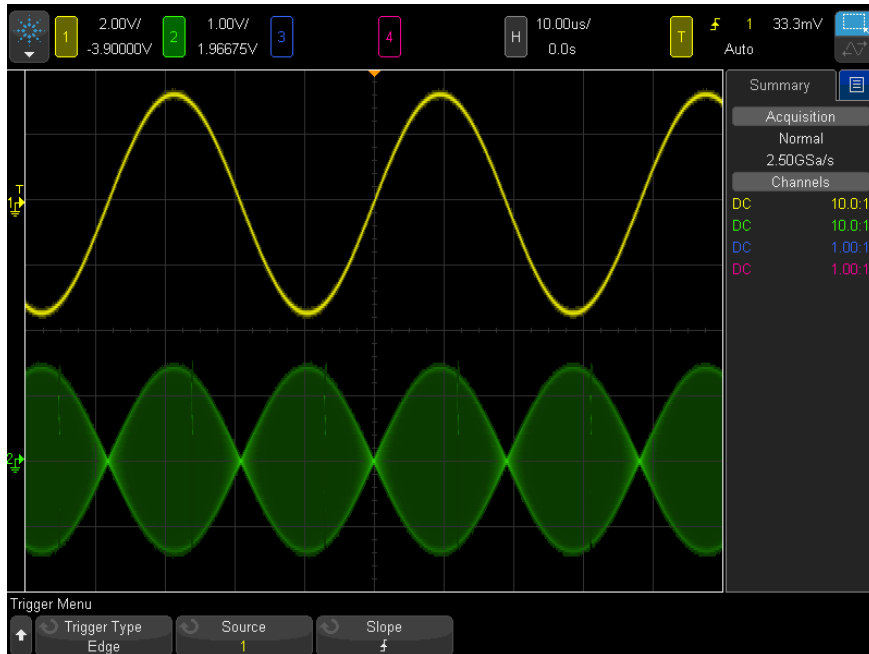 1 2.00V/ 2 1.00V/ 3 4 H 10.00us/ T 1 33.3mV
-3.90000V 1.96675V 0.0s Auto
Summary
Acquisition
Normal
2.50GSa/s
Channels
DC 10.0:1
DC 10.0:1
DC 1.00:1
DC 1.00:1
T
1
2
Trigger Menu
Trigger Type Source Slope
Edge 1